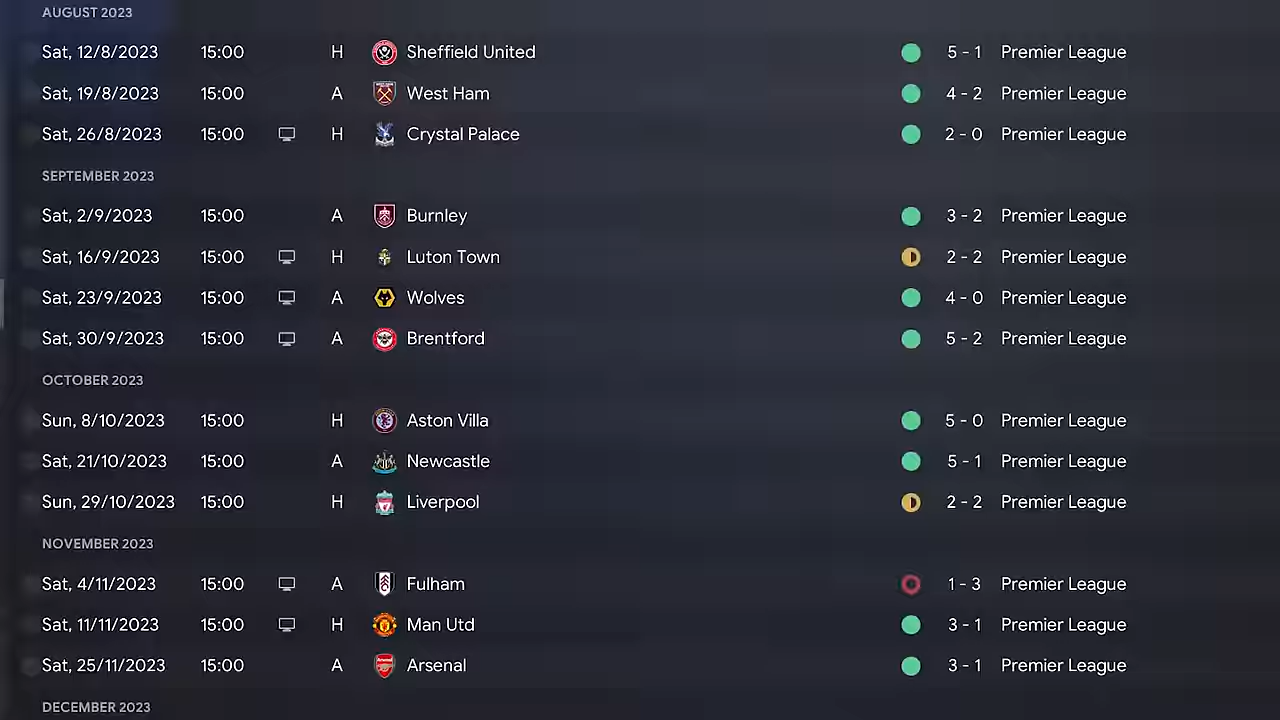 AUGUST 2023
Sat, 12/8/2023 15:00 H Sheffield United 5 - 1 Premier League
Sat, 19/8/2023 15:00 A West Ham 4 - 2 Premier League
Sat, 26/8/2023 15:00 H Crystal Palace 2 - 0 Premier League
SEPTEMBER 2023
Sat, 2/9/2023 15:00 A Burnley 3 - 2 Premier League
Sat, 16/9/2023 15:00 H Luton Town 2 - 2 Premier League
Sat, 23/9/2023 15:00 A Wolves 4 - 0 Premier League
Sat, 30/9/2023 15:00 A Brentford 5 - 2 Premier League
OCTOBER 2023
Sun, 8/10/2023 15:00 H Aston Villa 5 - 0 Premier League
Sat, 21/10/2023 15:00 A Newcastle 5 - 1 Premier League
Sun, 29/10/2023 15:00 H Liverpool 2 - 2 Premier League
NOVEMBER 2023
Sat, 4/11/2023 15:00 A Fulham 1 - 3 Premier League
Sat, 11/11/2023 15:00 H Man Utd 3 - 1 Premier League
Sat, 25/11/2023 15:00 A Arsenal 3 - 1 Premier League
DECEMBER 2023